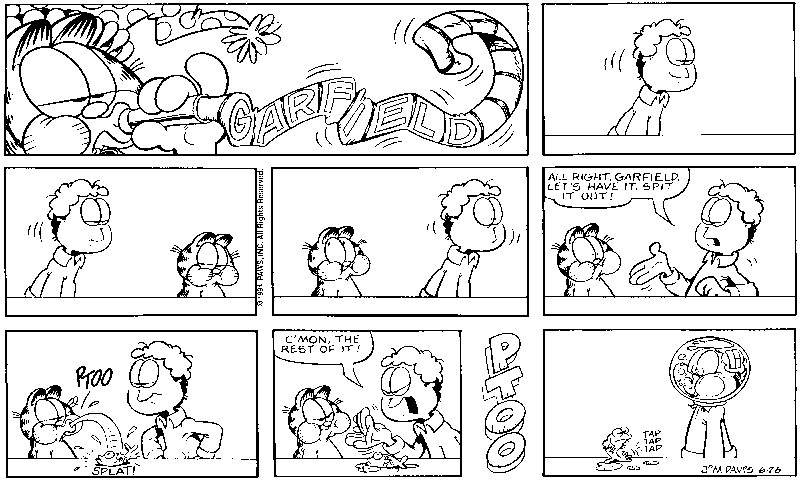 GARFIELD
© 1994 PAWS, INC. All Rights Reserved.
ALL RIGHT, GARFIELD.
LET'S HAVE IT. SPIT
IT OUT!
PTOO
SPLAT!
C'MON, THE
REST OF IT!
PTOO
TAP
TAP
TAP
JIM DAVIS 6-26